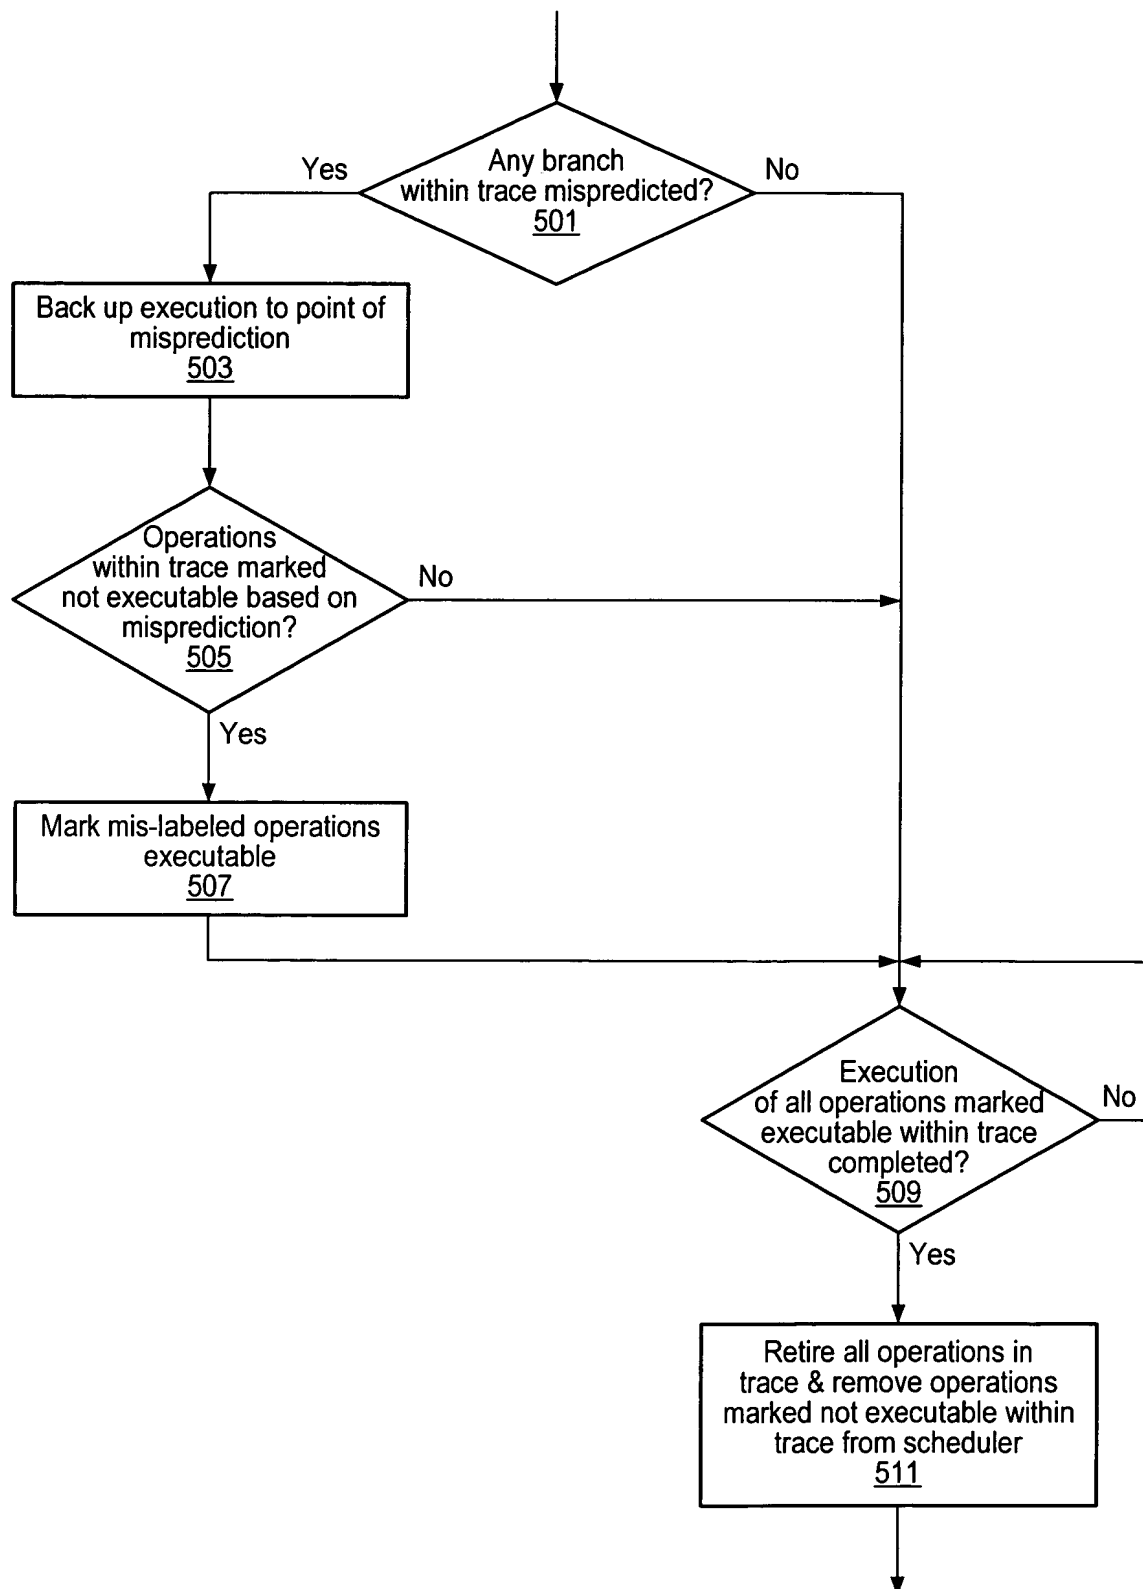 Yes
Any branch
within trace mispredicted?
501
No
Back up execution to point of
misprediction
503
Operations
within trace marked
not executable based on
misprediction?
505
No
Yes
Mark mis-labeled operations
executable
507
Execution
of all operations marked
executable within trace
completed?
509
No
Yes
Retire all operations in
trace & remove operations
marked not executable within
trace from scheduler
511